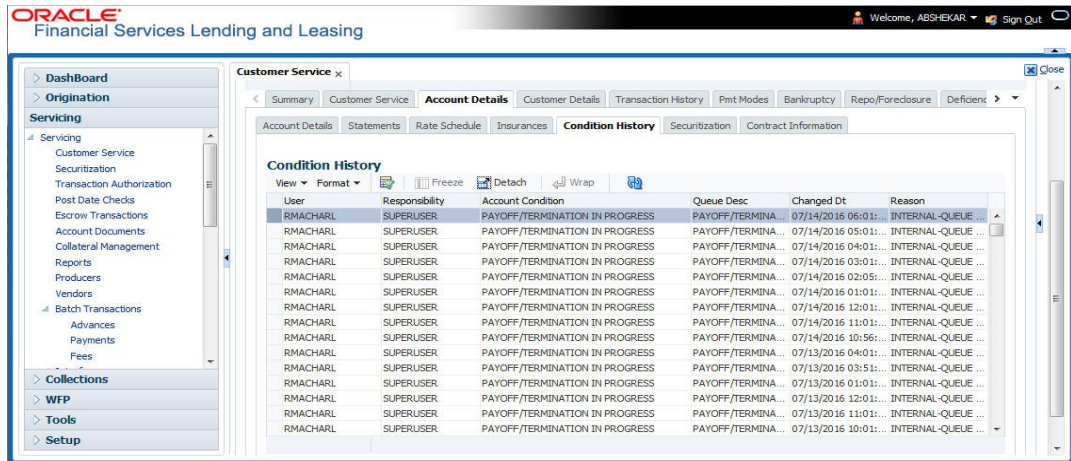 ORACLE
Financial Services Lending and Leasing
Welcome, ABSHEKAR
Sign Out
DashBoard
Origination
Servicing
Servicing
Customer Service
Securitization
Transaction Authorization
Post Date Checks
Escrow Transactions
Account Documents
Collateral Management
Reports
Producers
Vendors
Batch Transactions
Advances
Payments
Fees
Collections
WFP
Tools
Setup
Customer Service x
Close
Summary Customer Service Account Details Customer Details Transaction History Pmt Modes Bankruptcy Repo/Foreclosure Deficienc
Account Details Statements Rate Schedule Insurances Condition History Securitization Contract Information
Condition History
View Format Freeze Detach Wrap
User Responsibility Account Condition Queue Desc Changed Dt Reason
RMACHARL SUPERUSER PAYOFF/TERMINATION IN PROGRESS PAYOFF/TERMINA... 07/14/2016 06:01:... INTERNAL-QUEUE ...
RMACHARL SUPERUSER PAYOFF/TERMINATION IN PROGRESS PAYOFF/TERMINA... 07/14/2016 05:01:... INTERNAL-QUEUE ...
RMACHARL SUPERUSER PAYOFF/TERMINATION IN PROGRESS PAYOFF/TERMINA... 07/14/2016 04:01:... INTERNAL-QUEUE ...
RMACHARL SUPERUSER PAYOFF/TERMINATION IN PROGRESS PAYOFF/TERMINA... 07/14/2016 03:01:... INTERNAL-QUEUE ...
RMACHARL SUPERUSER PAYOFF/TERMINATION IN PROGRESS PAYOFF/TERMINA... 07/14/2016 02:05:... INTERNAL-QUEUE ...
RMACHARL SUPERUSER PAYOFF/TERMINATION IN PROGRESS PAYOFF/TERMINA... 07/14/2016 01:01:... INTERNAL-QUEUE ...
RMACHARL SUPERUSER PAYOFF/TERMINATION IN PROGRESS PAYOFF/TERMINA... 07/14/2016 12:01:... INTERNAL-QUEUE ...
RMACHARL SUPERUSER PAYOFF/TERMINATION IN PROGRESS PAYOFF/TERMINA... 07/14/2016 11:01:... INTERNAL-QUEUE ...
RMACHARL SUPERUSER PAYOFF/TERMINATION IN PROGRESS PAYOFF/TERMINA... 07/14/2016 10:56:... INTERNAL-QUEUE ...
RMACHARL SUPERUSER PAYOFF/TERMINATION IN PROGRESS PAYOFF/TERMINA... 07/13/2016 04:01:... INTERNAL-QUEUE ...
RMACHARL SUPERUSER PAYOFF/TERMINATION IN PROGRESS PAYOFF/TERMINA... 07/13/2016 03:51:... INTERNAL-QUEUE ...
RMACHARL SUPERUSER PAYOFF/TERMINATION IN PROGRESS PAYOFF/TERMINA... 07/13/2016 01:01:... INTERNAL-QUEUE ...
RMACHARL SUPERUSER PAYOFF/TERMINATION IN PROGRESS PAYOFF/TERMINA... 07/13/2016 12:01:... INTERNAL-QUEUE ...
RMACHARL SUPERUSER PAYOFF/TERMINATION IN PROGRESS PAYOFF/TERMINA... 07/13/2016 11:01:... INTERNAL-QUEUE ...
RMACHARL SUPERUSER PAYOFF/TERMINATION IN PROGRESS PAYOFF/TERMINA... 07/13/2016 10:01:... INTERNAL-QUEUE ...